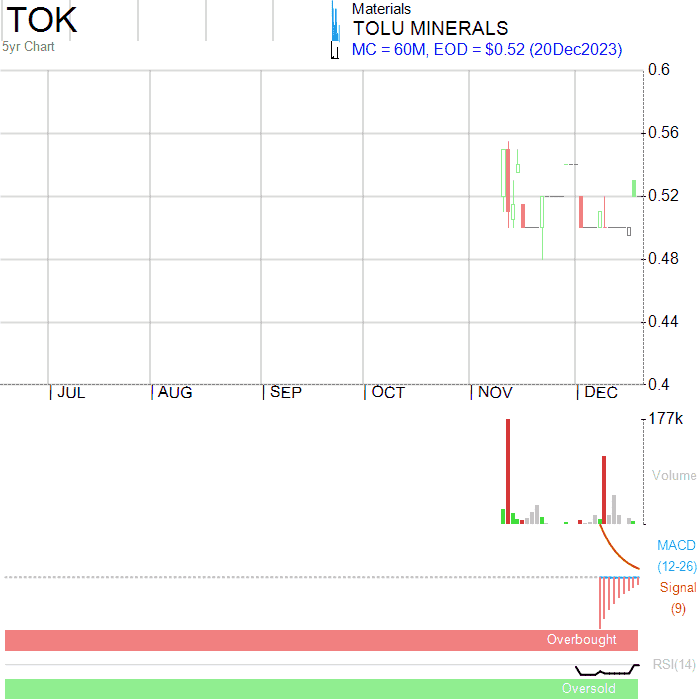 TOK
5yr Chart
Materials
TOLU MINERALS
MC = 60M, EOD = $0.52 (20Dec2023)
0.6
0.56
0.52
0.48
0.44
0.4
JUL AUG SEP OCT NOV DEC
177k
Volume
MACD
(12-26)
Signal
(9)
Overbought
RSI(14)
Oversold